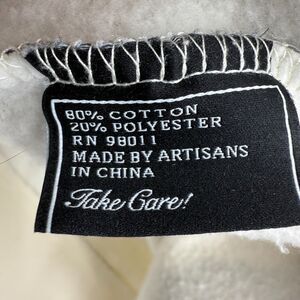 80% COTTON
20% POLYESTER
RN 98011
MADE BY ARTISANS
IN CHINA
Take Care!